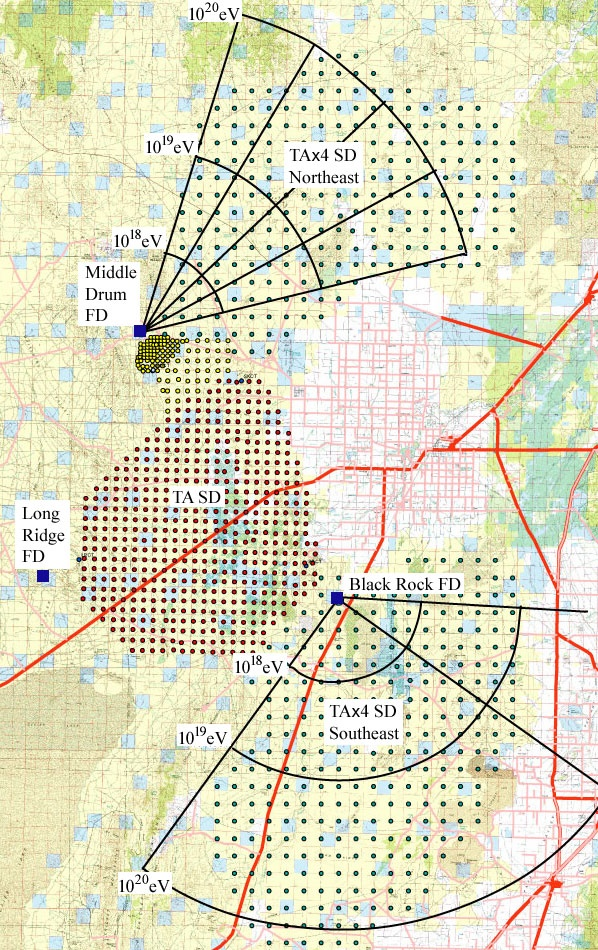 10²⁰eV
10¹⁹eV
TAx4 SD
Northeast
10¹⁸eV
Middle
Drum
FD
TA SD
Long
Ridge
FD
Black Rock FD
10¹⁸eV
TAx4 SD
Southeast
10¹⁹eV
10²⁰eV